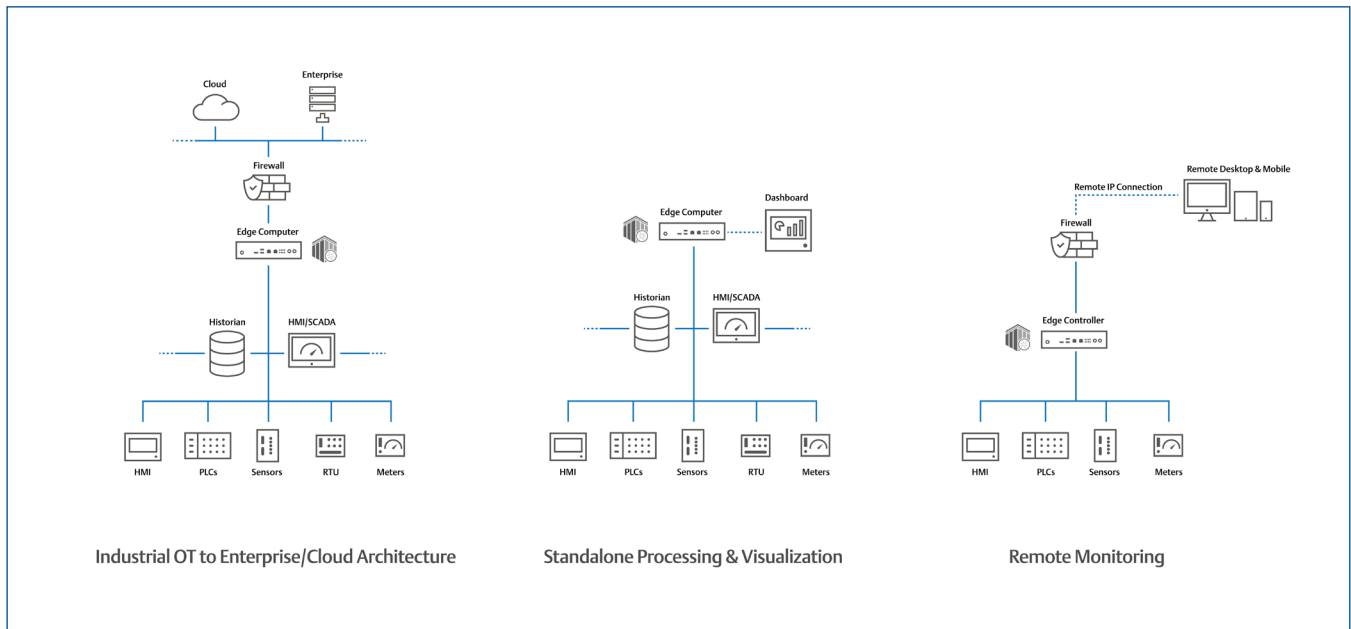 Cloud
Enterprise
Firewall
Edge Computer
Historian
HMI/SCADA
HMI
PLCs
Sensors
RTU
Meters
Industrial OT to Enterprise/Cloud Architecture
Edge Computer
Dashboard
Historian
HMI/SCADA
HMI
PLCs
Sensors
RTU
Meters
Standalone Processing & Visualization
Remote Desktop & Mobile
Remote IP Connection
Firewall
Edge Controller
HMI
PLCs
Sensors
Meters
Remote Monitoring